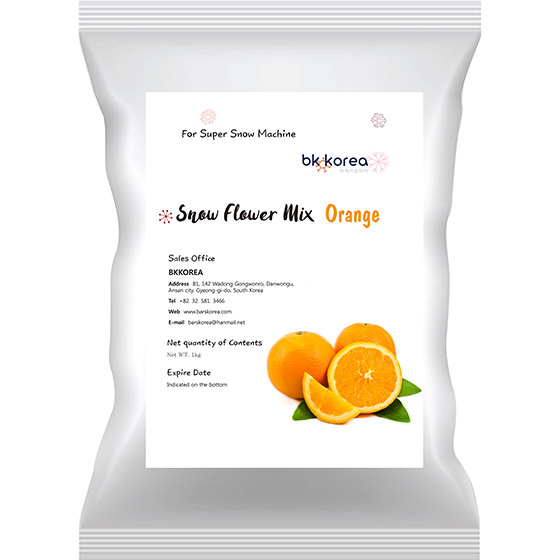 For Super Snow Machine
bk korea
Snow Flower Mix Orange
Sales Office
BKKOREA
Address B1, 142 Wadong Gongwonro, Danwongu,
Ansan city, Gyeong-gi-do, South Korea
Tel +82. 32. 581. 3466
Web www.barskorea.com
E-mail barskorea@hanmail.net
Net quantity of Contents
Net WT. 1kg
Expire Date
Indicated on the bottom